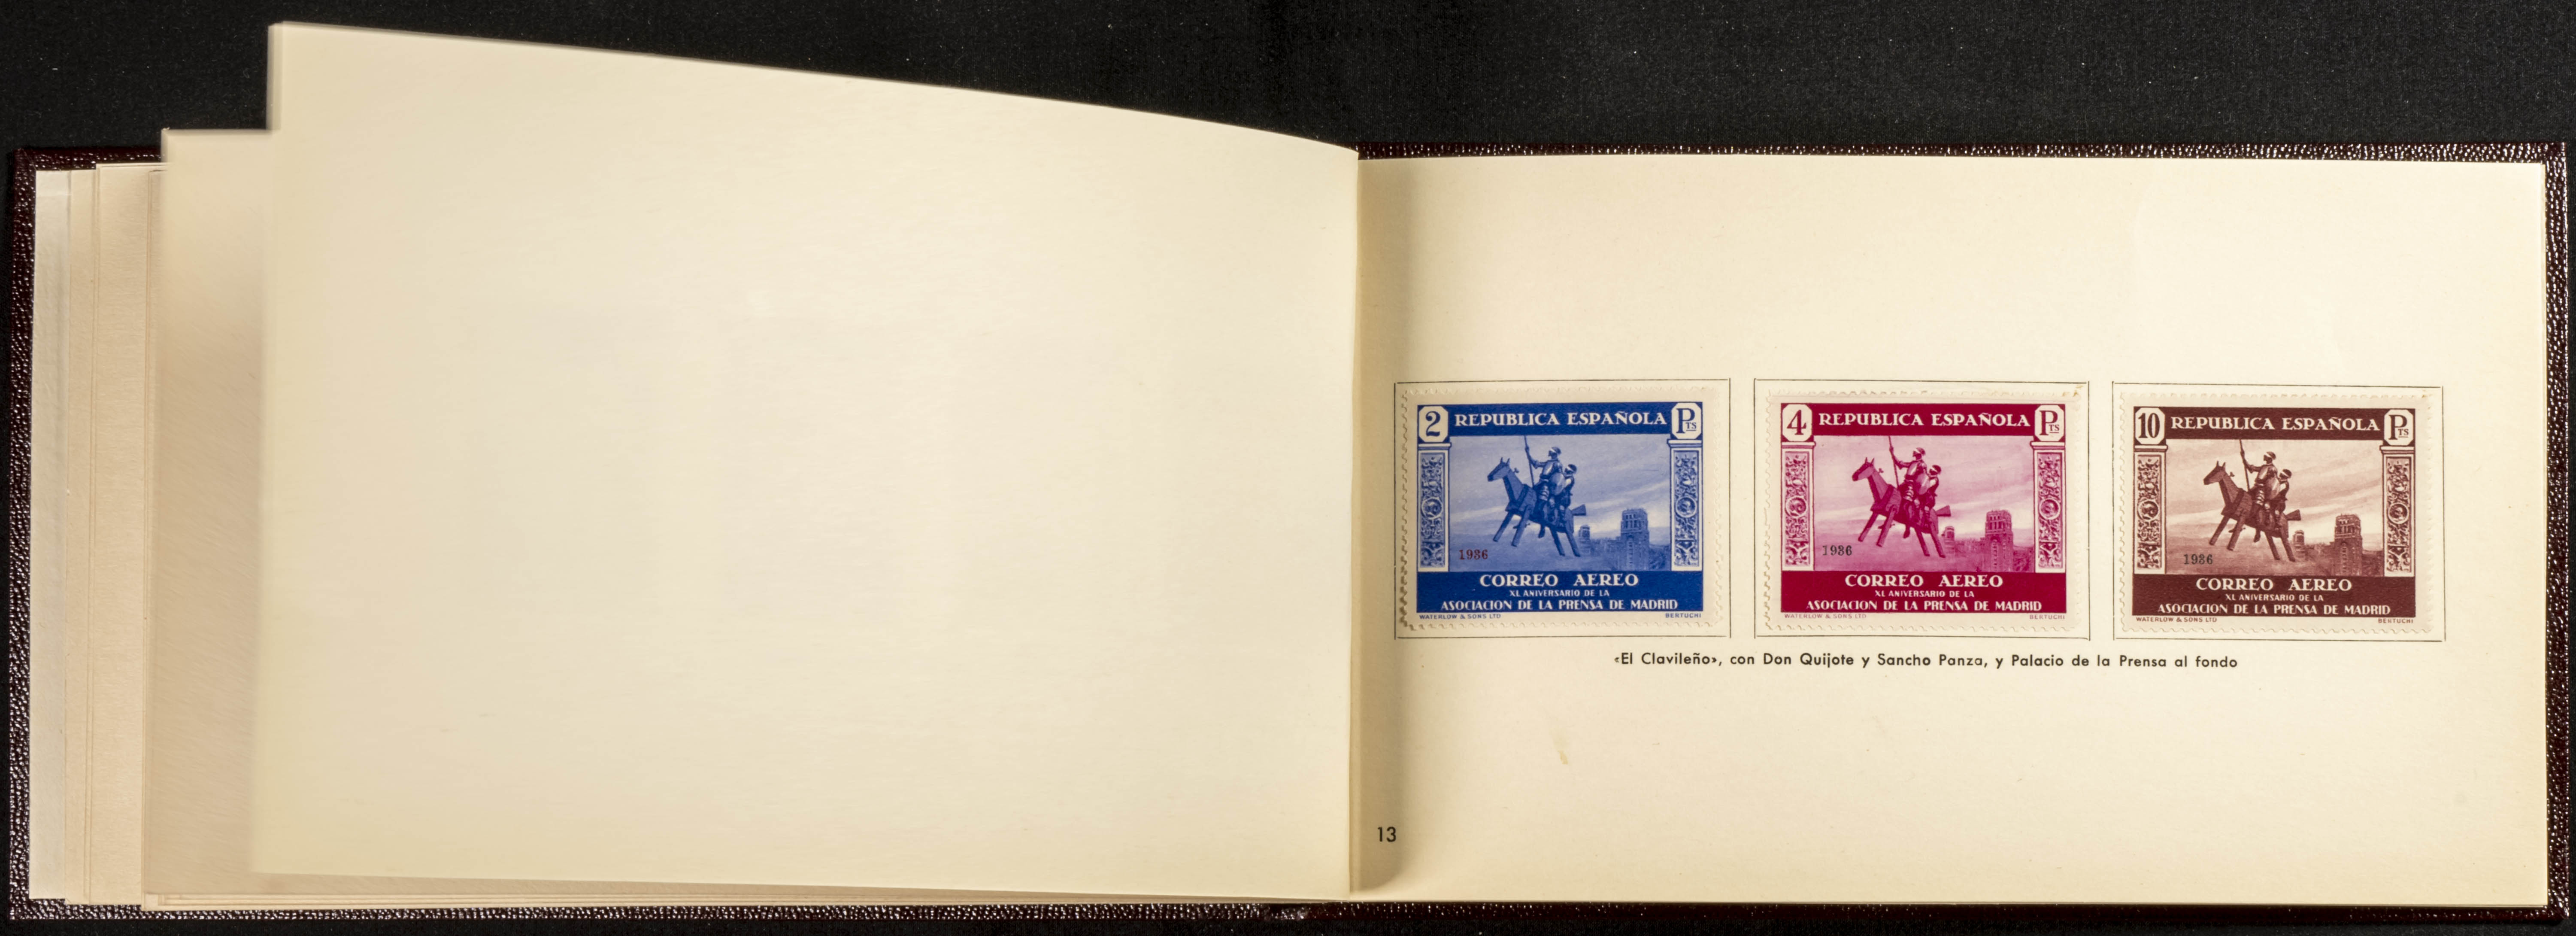 2 REPUBLICA ESPAÑOLA PTS
1936
CORREO AEREO
XL ANIVERSARIO DE LA
ASOCIACION DE LA PRENSA DE MADRID
WATERLOW & SONS LTD BERTUCHI
4 REPUBLICA ESPAÑOLA PTS
1936
CORREO AEREO
XL ANIVERSARIO DE LA
ASOCIACION DE LA PRENSA DE MADRID
WATERLOW & SONS LTD BERTUCHI
10 REPUBLICA ESPAÑOLA PTS
1936
CORREO AEREO
XL ANIVERSARIO DE LA
ASOCIACION DE LA PRENSA DE MADRID
WATERLOW & SONS LTD BERTUCHI
«El Clavileño», con Don Quijote y Sancho Panza, y Palacio de la Prensa al fondo
13